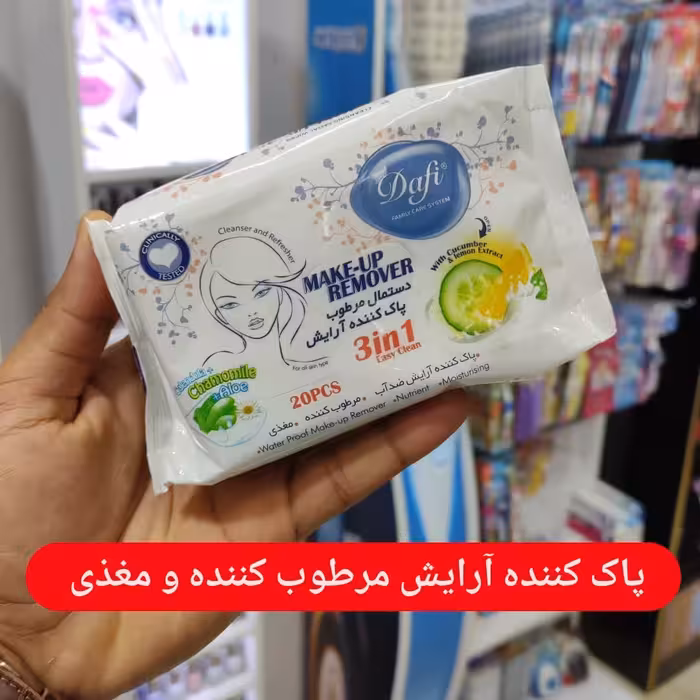 Dafi®
FAMILY CARE SYSTEM
CLINICALLY
TESTED
Cleanser and Refresher
MAKE-UP
REMOVER
دستمال مرطوب
پاک کننده آرایش
3in1
Easy Clean
With Cucumber
& lemon Extract
For all skin type
Chamomile
Aloe
20PCS
•پاک کننده آرایش ضدآب •مرطوب کننده •مغذی
•Water Proof Make-up Remover •Nutrient •Moisturising
پاک کننده آرایش مرطوب کننده و مغذی